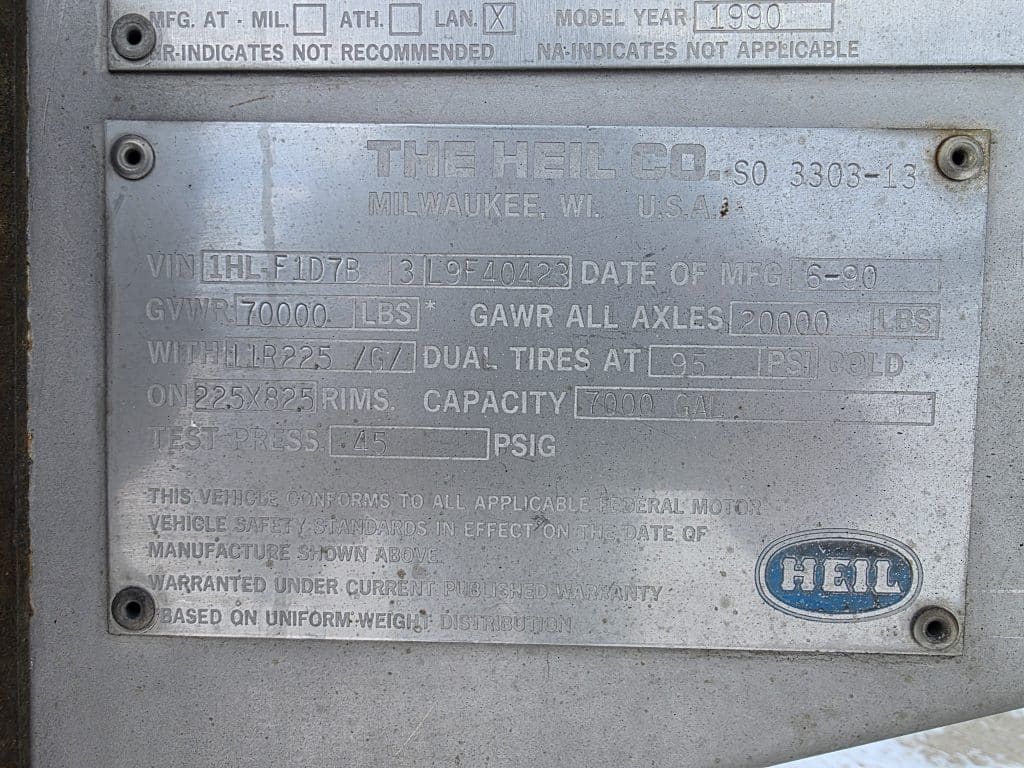 MFG. AT - MIL. ATH. LAN. X MODEL YEAR 1990
NR-INDICATES NOT RECOMMENDED NA-INDICATES NOT APPLICABLE
THE HEIL CO. SO 3303-13
MILWAUKEE, WI. U.S.A.
VIN 1HL-F1D7B 3 L9F40423 DATE OF MFG 6-90
GVWR 70000 LBS * GAWR ALL AXLES 20000 LBS
WITH 11R225 /G/ DUAL TIRES AT 95 PSI COLD
ON 225X825 RIMS. CAPACITY 7000 GAL
TEST PRESS. 45 PSIG
THIS VEHICLE CONFORMS TO ALL APPLICABLE FEDERAL MOTOR
VEHICLE SAFETY STANDARDS IN EFFECT ON THE DATE OF
MANUFACTURE SHOWN ABOVE.
WARRANTED UNDER CURRENT PUBLISHED WARRANTY
*BASED ON UNIFORM WEIGHT DISTRIBUTION
HEIL